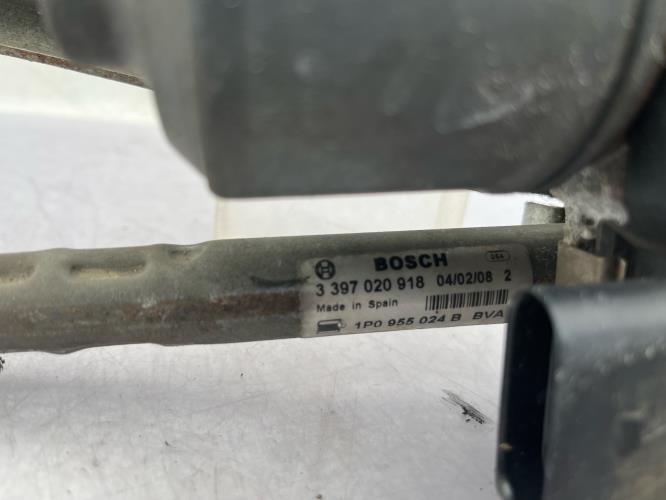 BOSCH
3 397 020 918 04/02/08 2
Made in Spain
1P0 955 024 B BVA